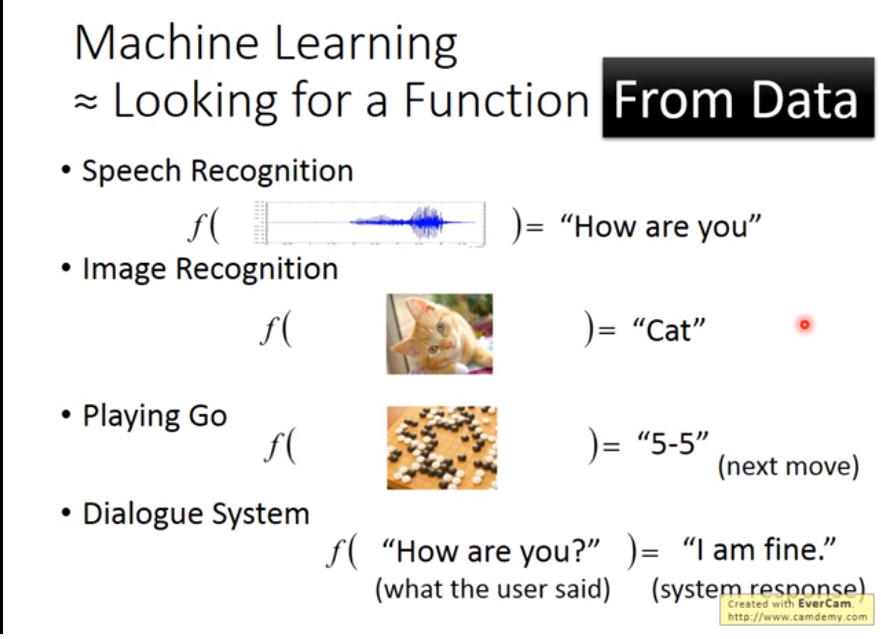 Machine Learning
≈ Looking for a Function From Data
• Speech Recognition
f( )= “How are you”
• Image Recognition
f( )= “Cat”
• Playing Go
f( )= “5-5”
(next move)
• Dialogue System
f( “How are you?” )= “I am fine.”
(what the user said) (system response)
Created with EverCam.
http://www.camdemy.com